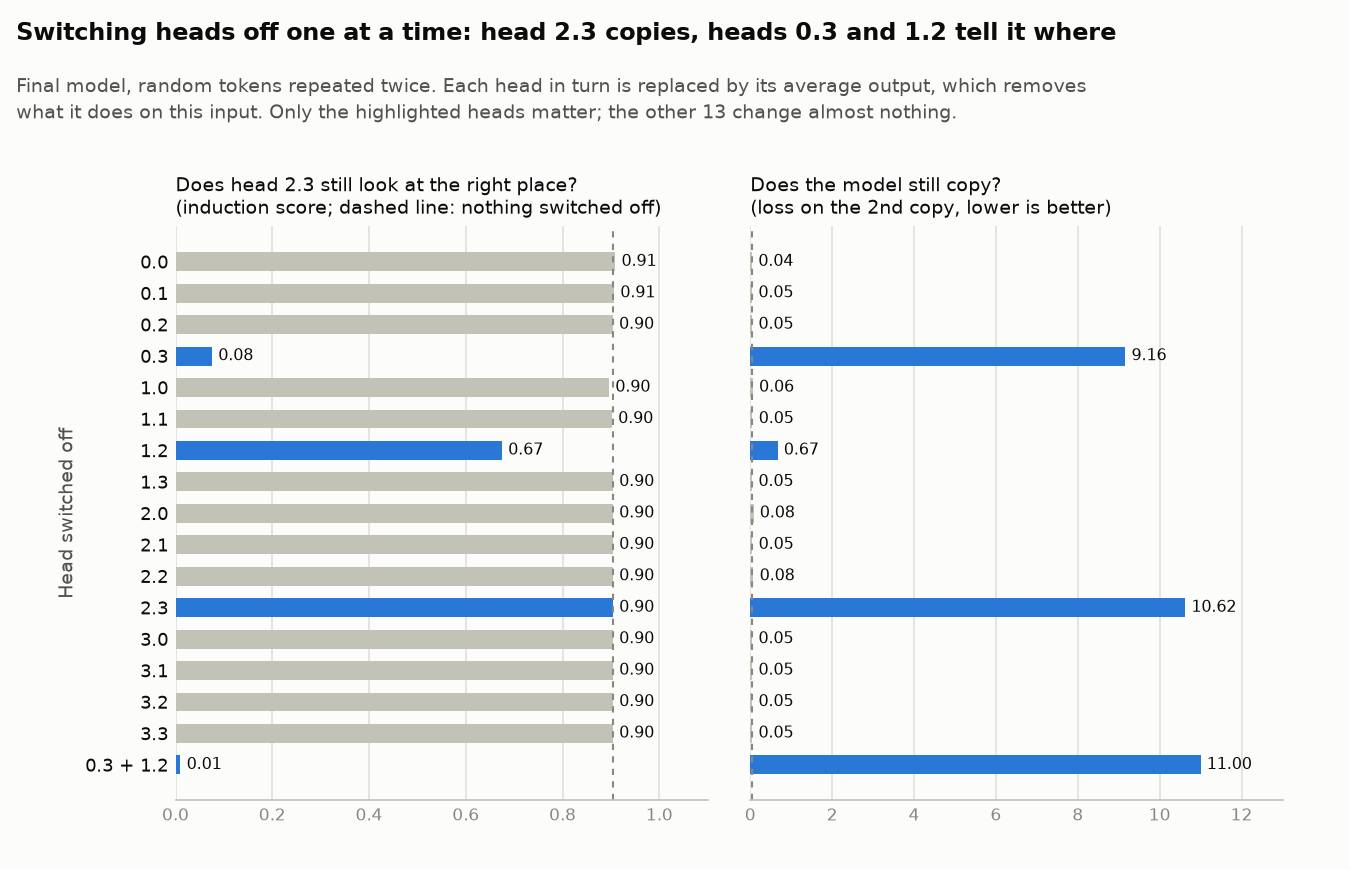 Switching heads off one at a time: head 2.3 copies, heads 0.3 and 1.2 tell it where
Final model, random tokens repeated twice. Each head in turn is replaced by its average output, which removes
what it does on this input. Only the highlighted heads matter; the other 13 change almost nothing.
Does head 2.3 still look at the right place?
(induction score; dashed line: nothing switched off)
Does the model still copy?
(loss on the 2nd copy, lower is better)
Head switched off
0.0 0.91 0.04
0.1 0.91 0.05
0.2 0.90 0.05
0.3 0.08 9.16
1.0 0.90 0.06
1.1 0.90 0.05
1.2 0.67 0.67
1.3 0.90 0.05
2.0 0.90 0.08
2.1 0.90 0.05
2.2 0.90 0.08
2.3 0.90 10.62
3.0 0.90 0.05
3.1 0.90 0.05
3.2 0.90 0.05
3.3 0.90 0.05
0.3 + 1.2 0.01 11.00
0.0 0.2 0.4 0.6 0.8 1.0
0 2 4 6 8 10 12